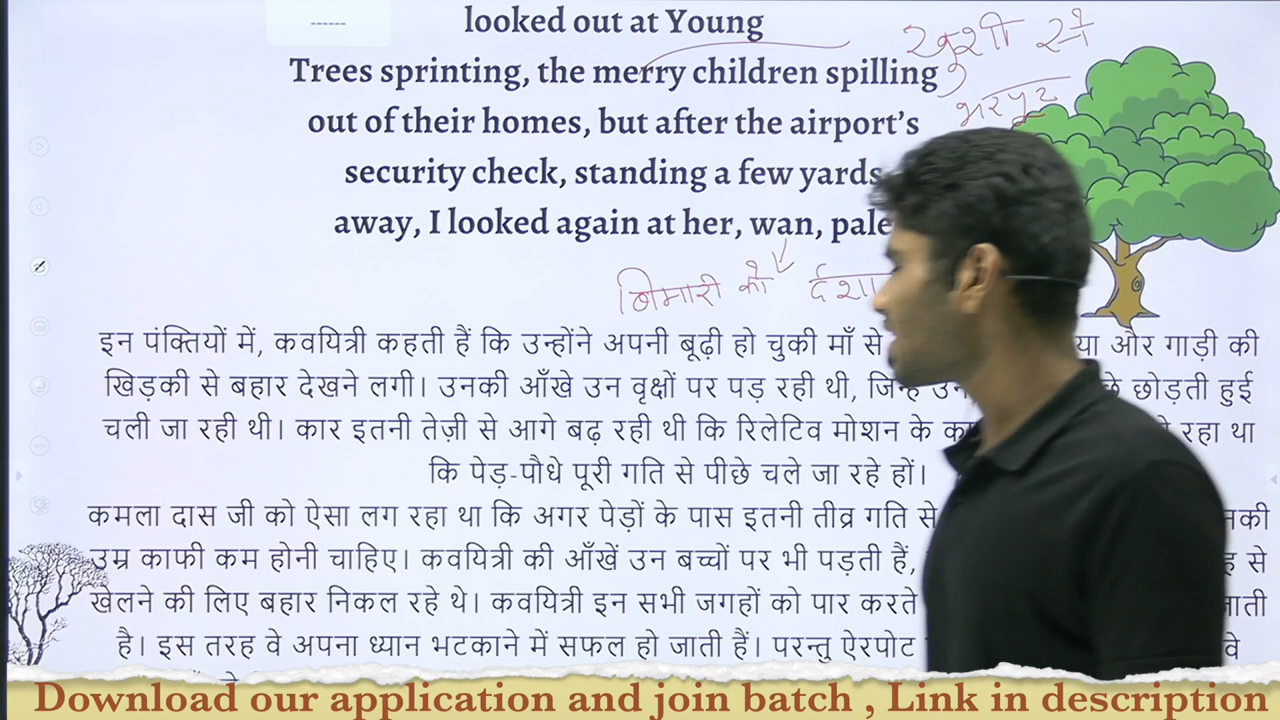 ------
looked out at Young
खुशी से
Trees sprinting, the merry children spilling
भरपूर
out of their homes, but after the airport's
security check, standing a few yards
away, I looked again at her, wan, pale
बिमारी को
इन पंक्तियों में, कवयित्री कहती हैं कि उन्होंने अपनी बूढ़ी हो चुकी माँ से या और गाड़ी की
खिड़की से बहार देखने लगी। उनकी आँखे उन वृक्षों पर पड़ रही थी, छोड़ती हुई
चली जा रही थी। कार इतनी तेज़ी से आगे बढ़ रही थी कि रिलेटिव मोशन के रहा था
कि पेड़-पौधे पूरी गति से पीछे चले जा रहे हों।
कमला दास जी को ऐसा लग रहा था कि अगर पेड़ों के पास इतनी तीव्र गति से
उम्र काफी कम होनी चाहिए। कवयित्री की आँखें उन बच्चों पर भी पड़ती हैं, से
खेलने की लिए बहार निकल रहे थे। कवयित्री इन सभी जगहों को पार करते
है। इस तरह वे अपना ध्यान भटकाने में सफल हो जाती हैं। परन्तु ऐरपोट वे
Download our application and join batch , Link in description